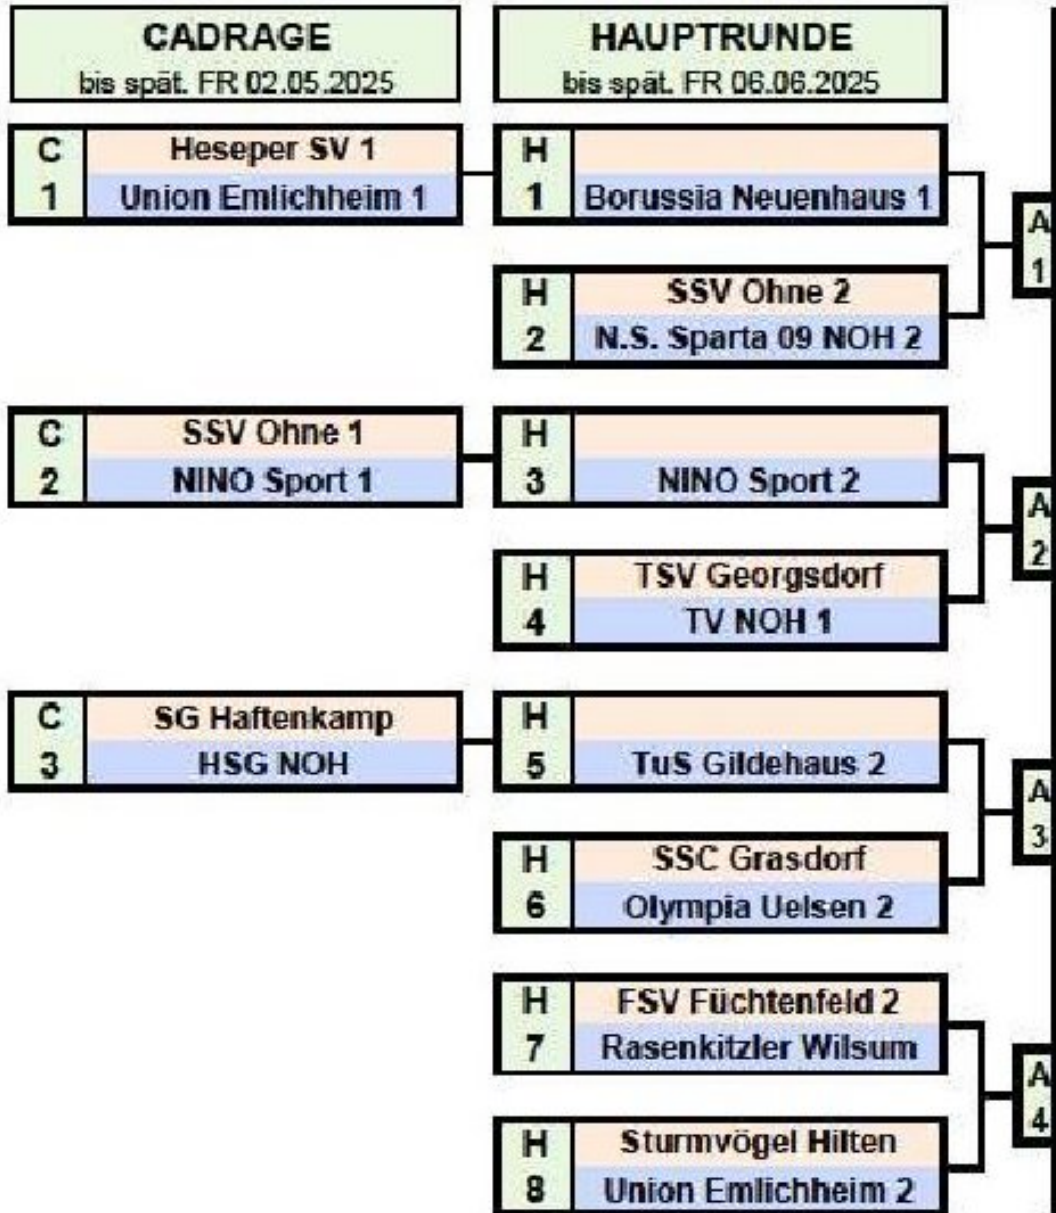 CADRAGE
bis spät. FR 02.05.2025
HAUPTRUNDE
bis spät. FR 06.06.2025
C
1
Heseper SV 1
Union Emlichheim 1
H
1
Borussia Neuenhaus 1
A
1
H
2
SSV Ohne 2
N.S. Sparta 09 NOH 2
C
2
SSV Ohne 1
NINO Sport 1
H
3
NINO Sport 2
A
2
H
4
TSV Georgsdorf
TV NOH 1
C
3
SG Haftenkamp
HSG NOH
H
5
TuS Gildehaus 2
A
3
H
6
SSC Grasdorf
Olympia Uelsen 2
H
7
FSV Füchtenfeld 2
Rasenkitzler Wilsum
A
4
H
8
Sturmvögel Hilten
Union Emlichheim 2